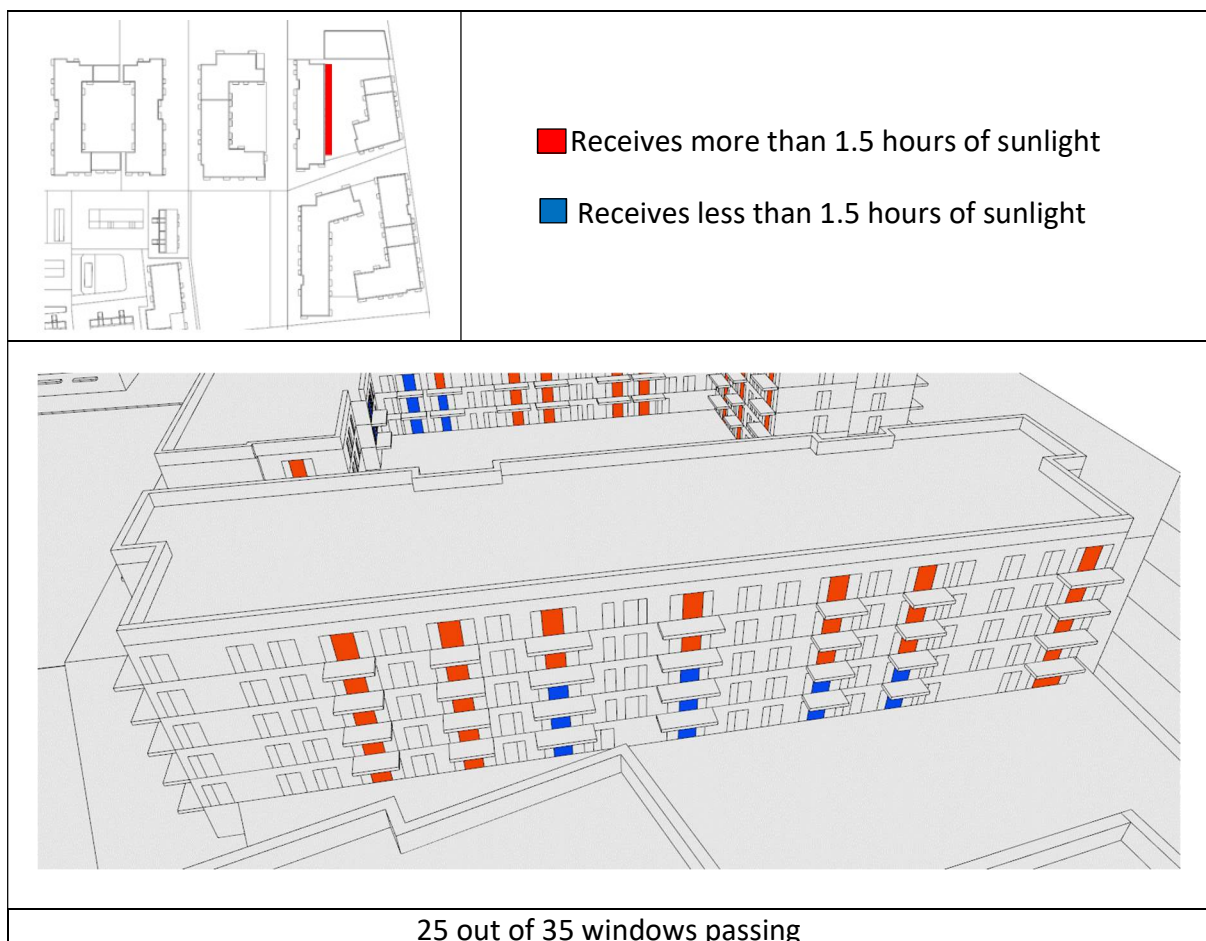 Receives more than 1.5 hours of sunlight
Receives less than 1.5 hours of sunlight
25 out of 35 windows passing